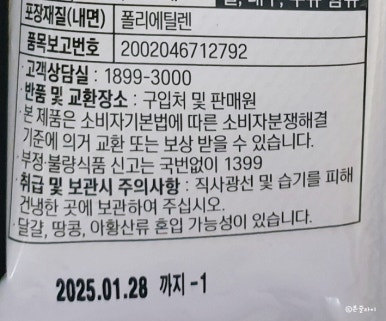 밀, 대두, 우유 함유
포장재질(내면) 폴리에틸렌
품목보고번호 2002046712792
·고객상담실 : 1899-3000
·반품 및 교환장소 : 구입처 및 판매원
·본 제품은 소비자기본법에 따른 소비자분쟁해결
기준에 의거 교환 또는 보상 받을 수 있습니다.
·부정·불량식품 신고는 국번없이 1399
·취급 및 보관시 주의사항 : 직사광선 및 습기를 피해
건냉한 곳에 보관하여 주십시오.
·달걀, 땅콩, 아황산류 혼입 가능성이 있습니다.
2025.01.28 까지 -1